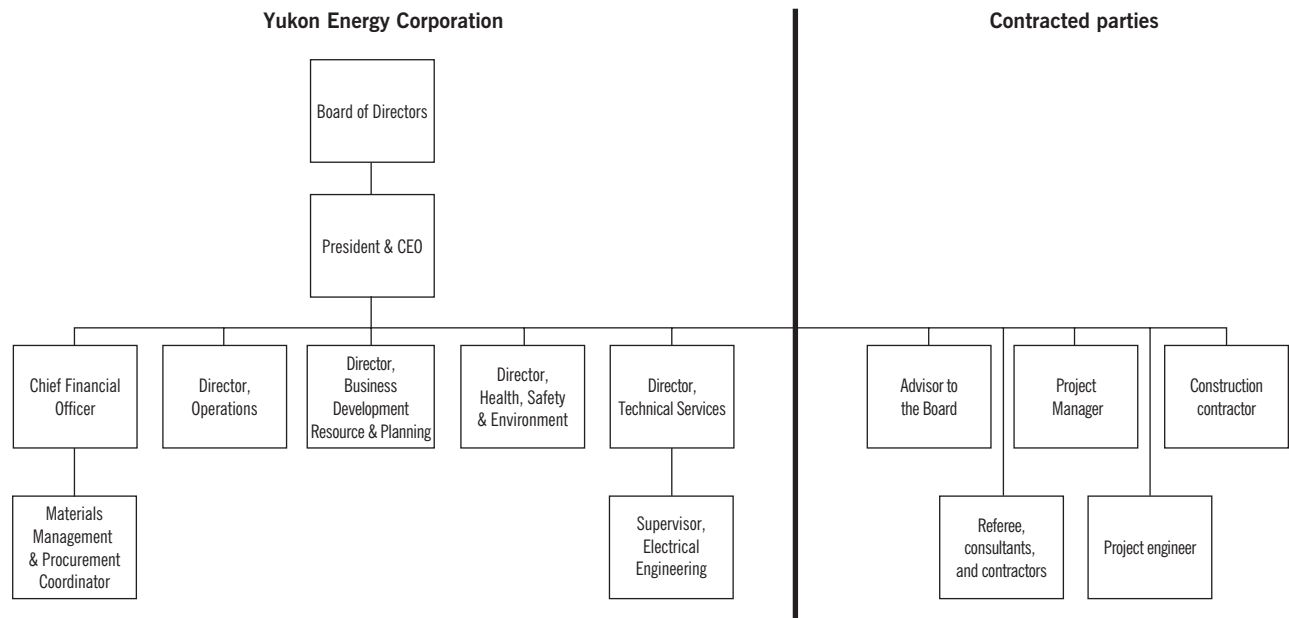 Yukon Energy Corporation
Contracted parties
Board of Directors
President & CEO
Chief Financial
Officer
Director,
Operations
Director,
Business
Development
Resource & Planning
Director,
Health, Safety
& Environment
Director,
Technical Services
Advisor to
the Board
Project
Manager
Construction
contractor
Materials
Management
& Procurement
Coordinator
Supervisor,
Electrical
Engineering
Referee,
consultants,
and contractors
Project engineer